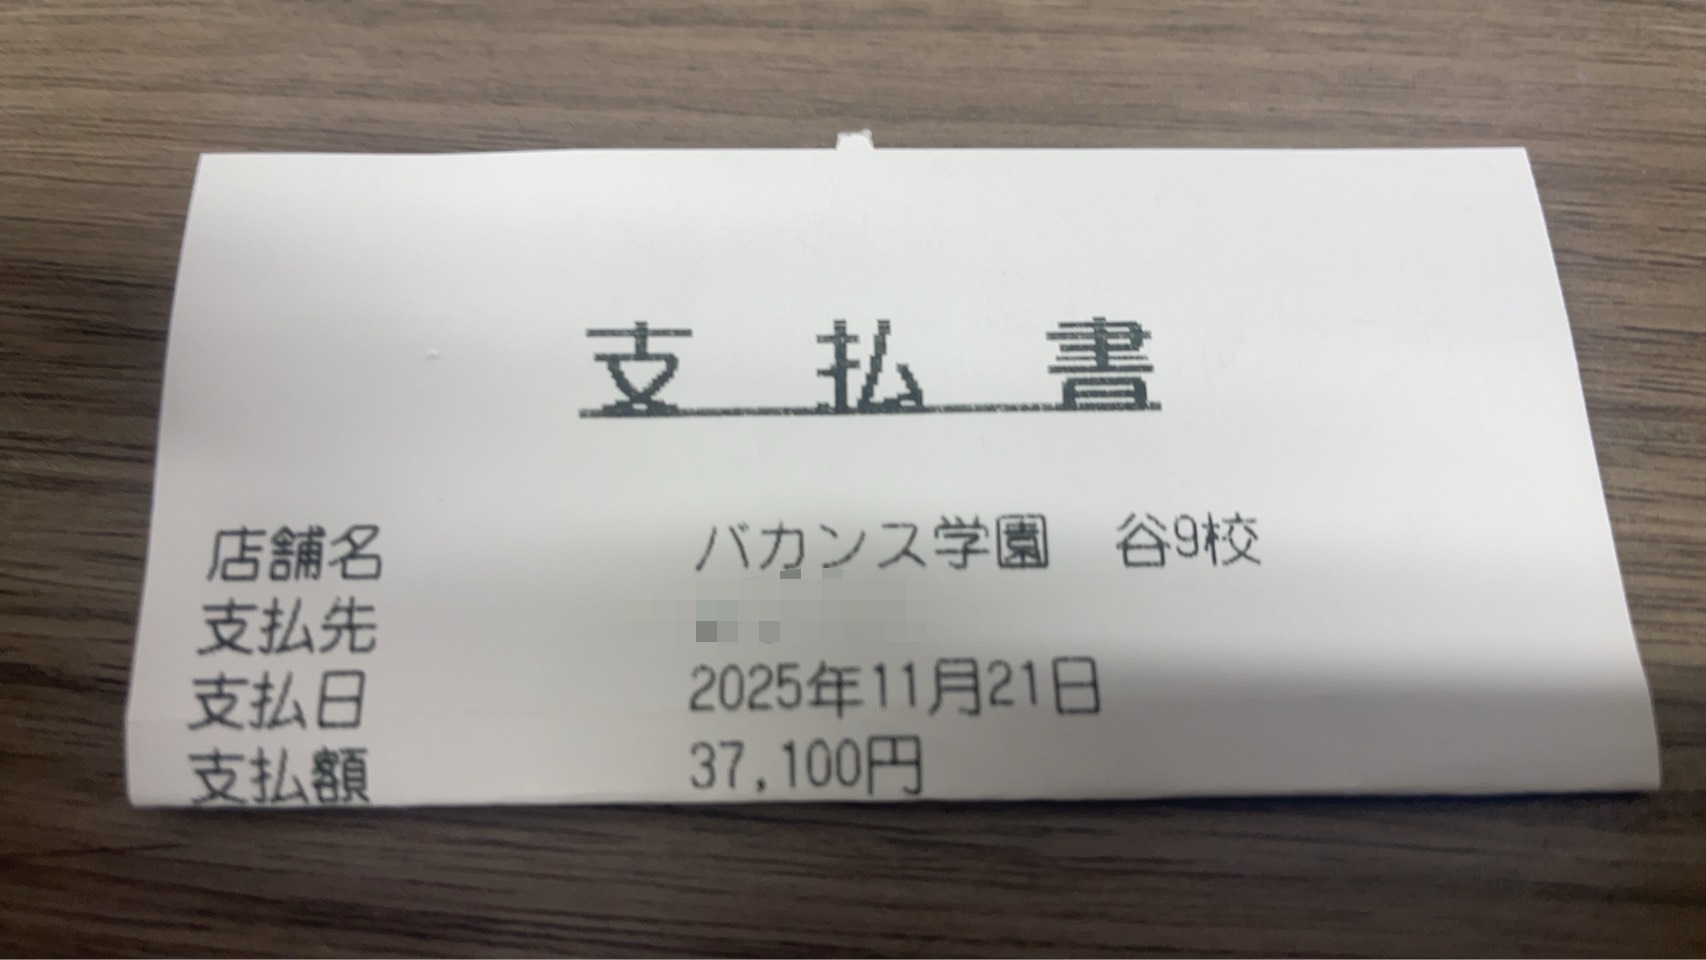 支払書
店舗名 バカンス学園 谷9校
支払先
支払日 2025年11月21日
支払額 37,100円